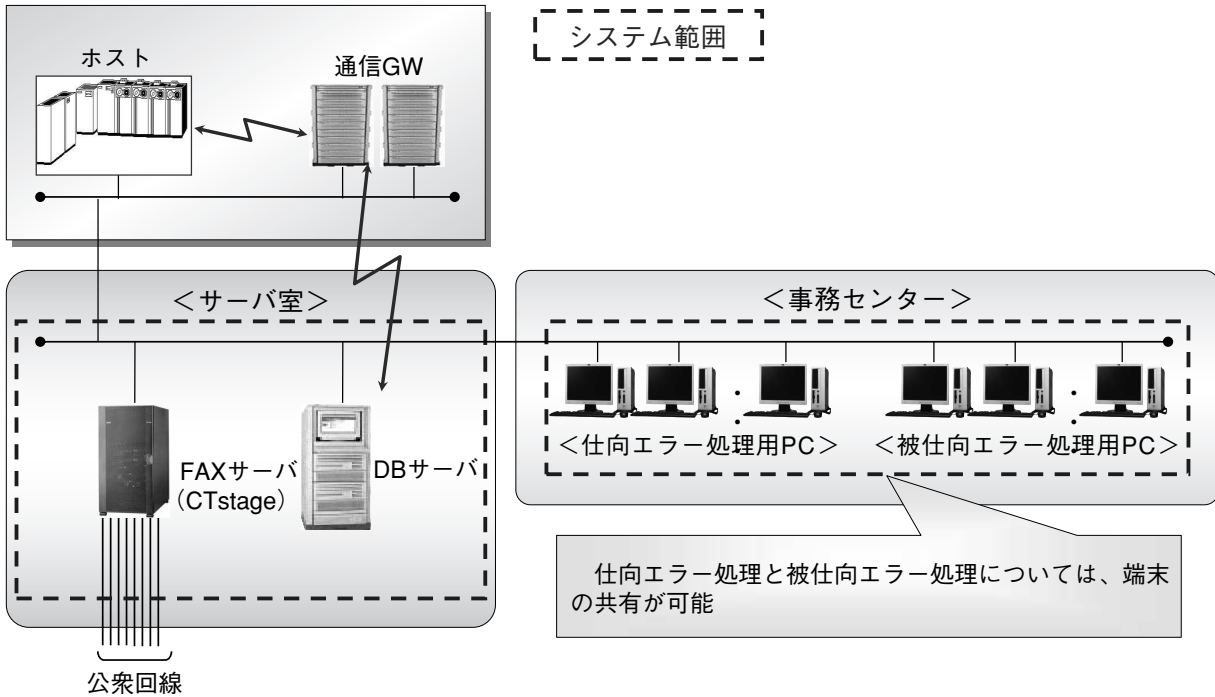 システム範囲
ホスト
通信GW
＜サーバ室＞
＜事務センター＞
FAXサーバ
（CTstage）
DBサーバ
＜仕向エラー処理用PC＞
＜被仕向エラー処理用PC＞
仕向エラー処理と被仕向エラー処理については、端末
の共有が可能
公衆回線